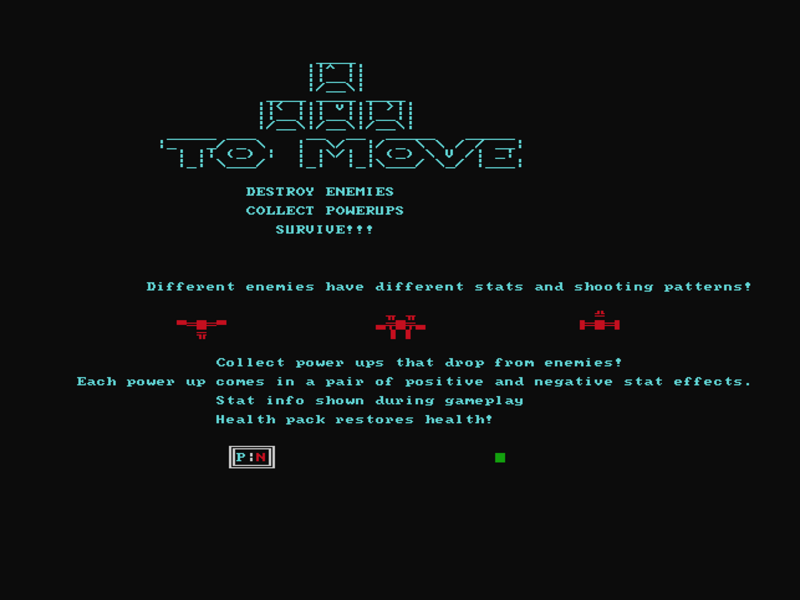 ^
< v >
TO MOVE
DESTROY ENEMIES
COLLECT POWERUPS
SURVIVE!!!
Different enemies have different stats and shooting patterns!
Collect power ups that drop from enemies!
Each power up comes in a pair of positive and negative stat effects.
Stat info shown during gameplay
Health pack restores health!
P¦N